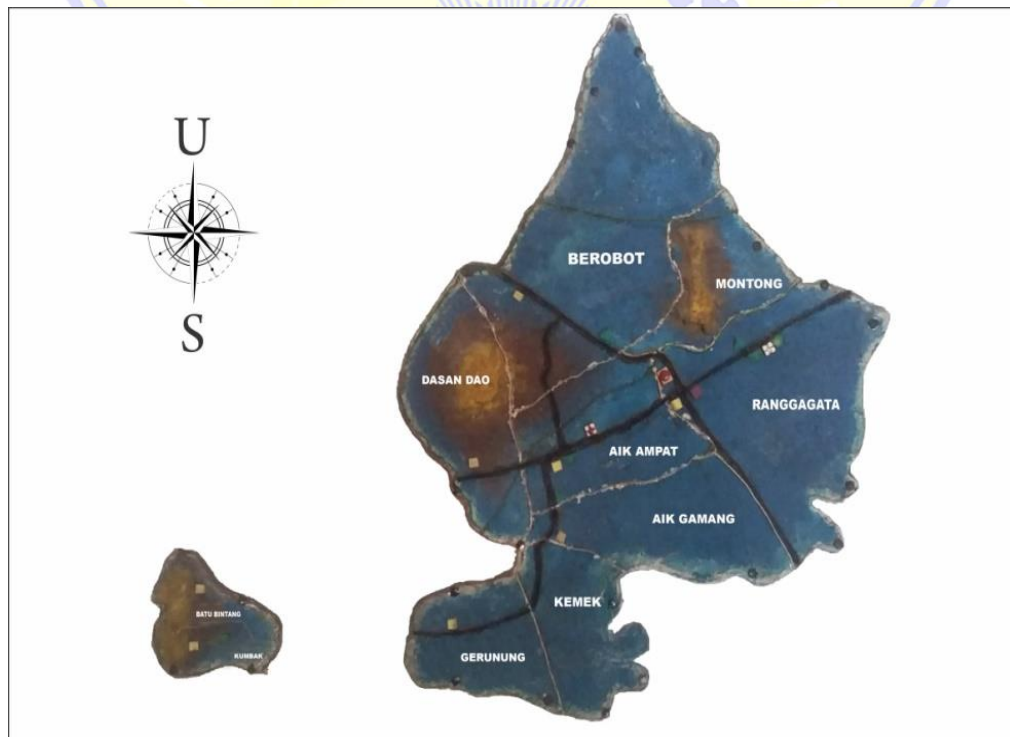 U
S
BEROBOT
MONTONG
DASAN DAO
RANGGAGATA
AIK AMPAT
AIK GAMANG
KEMEK
GERUNUNG
BATU BINTANG
KUMBAK